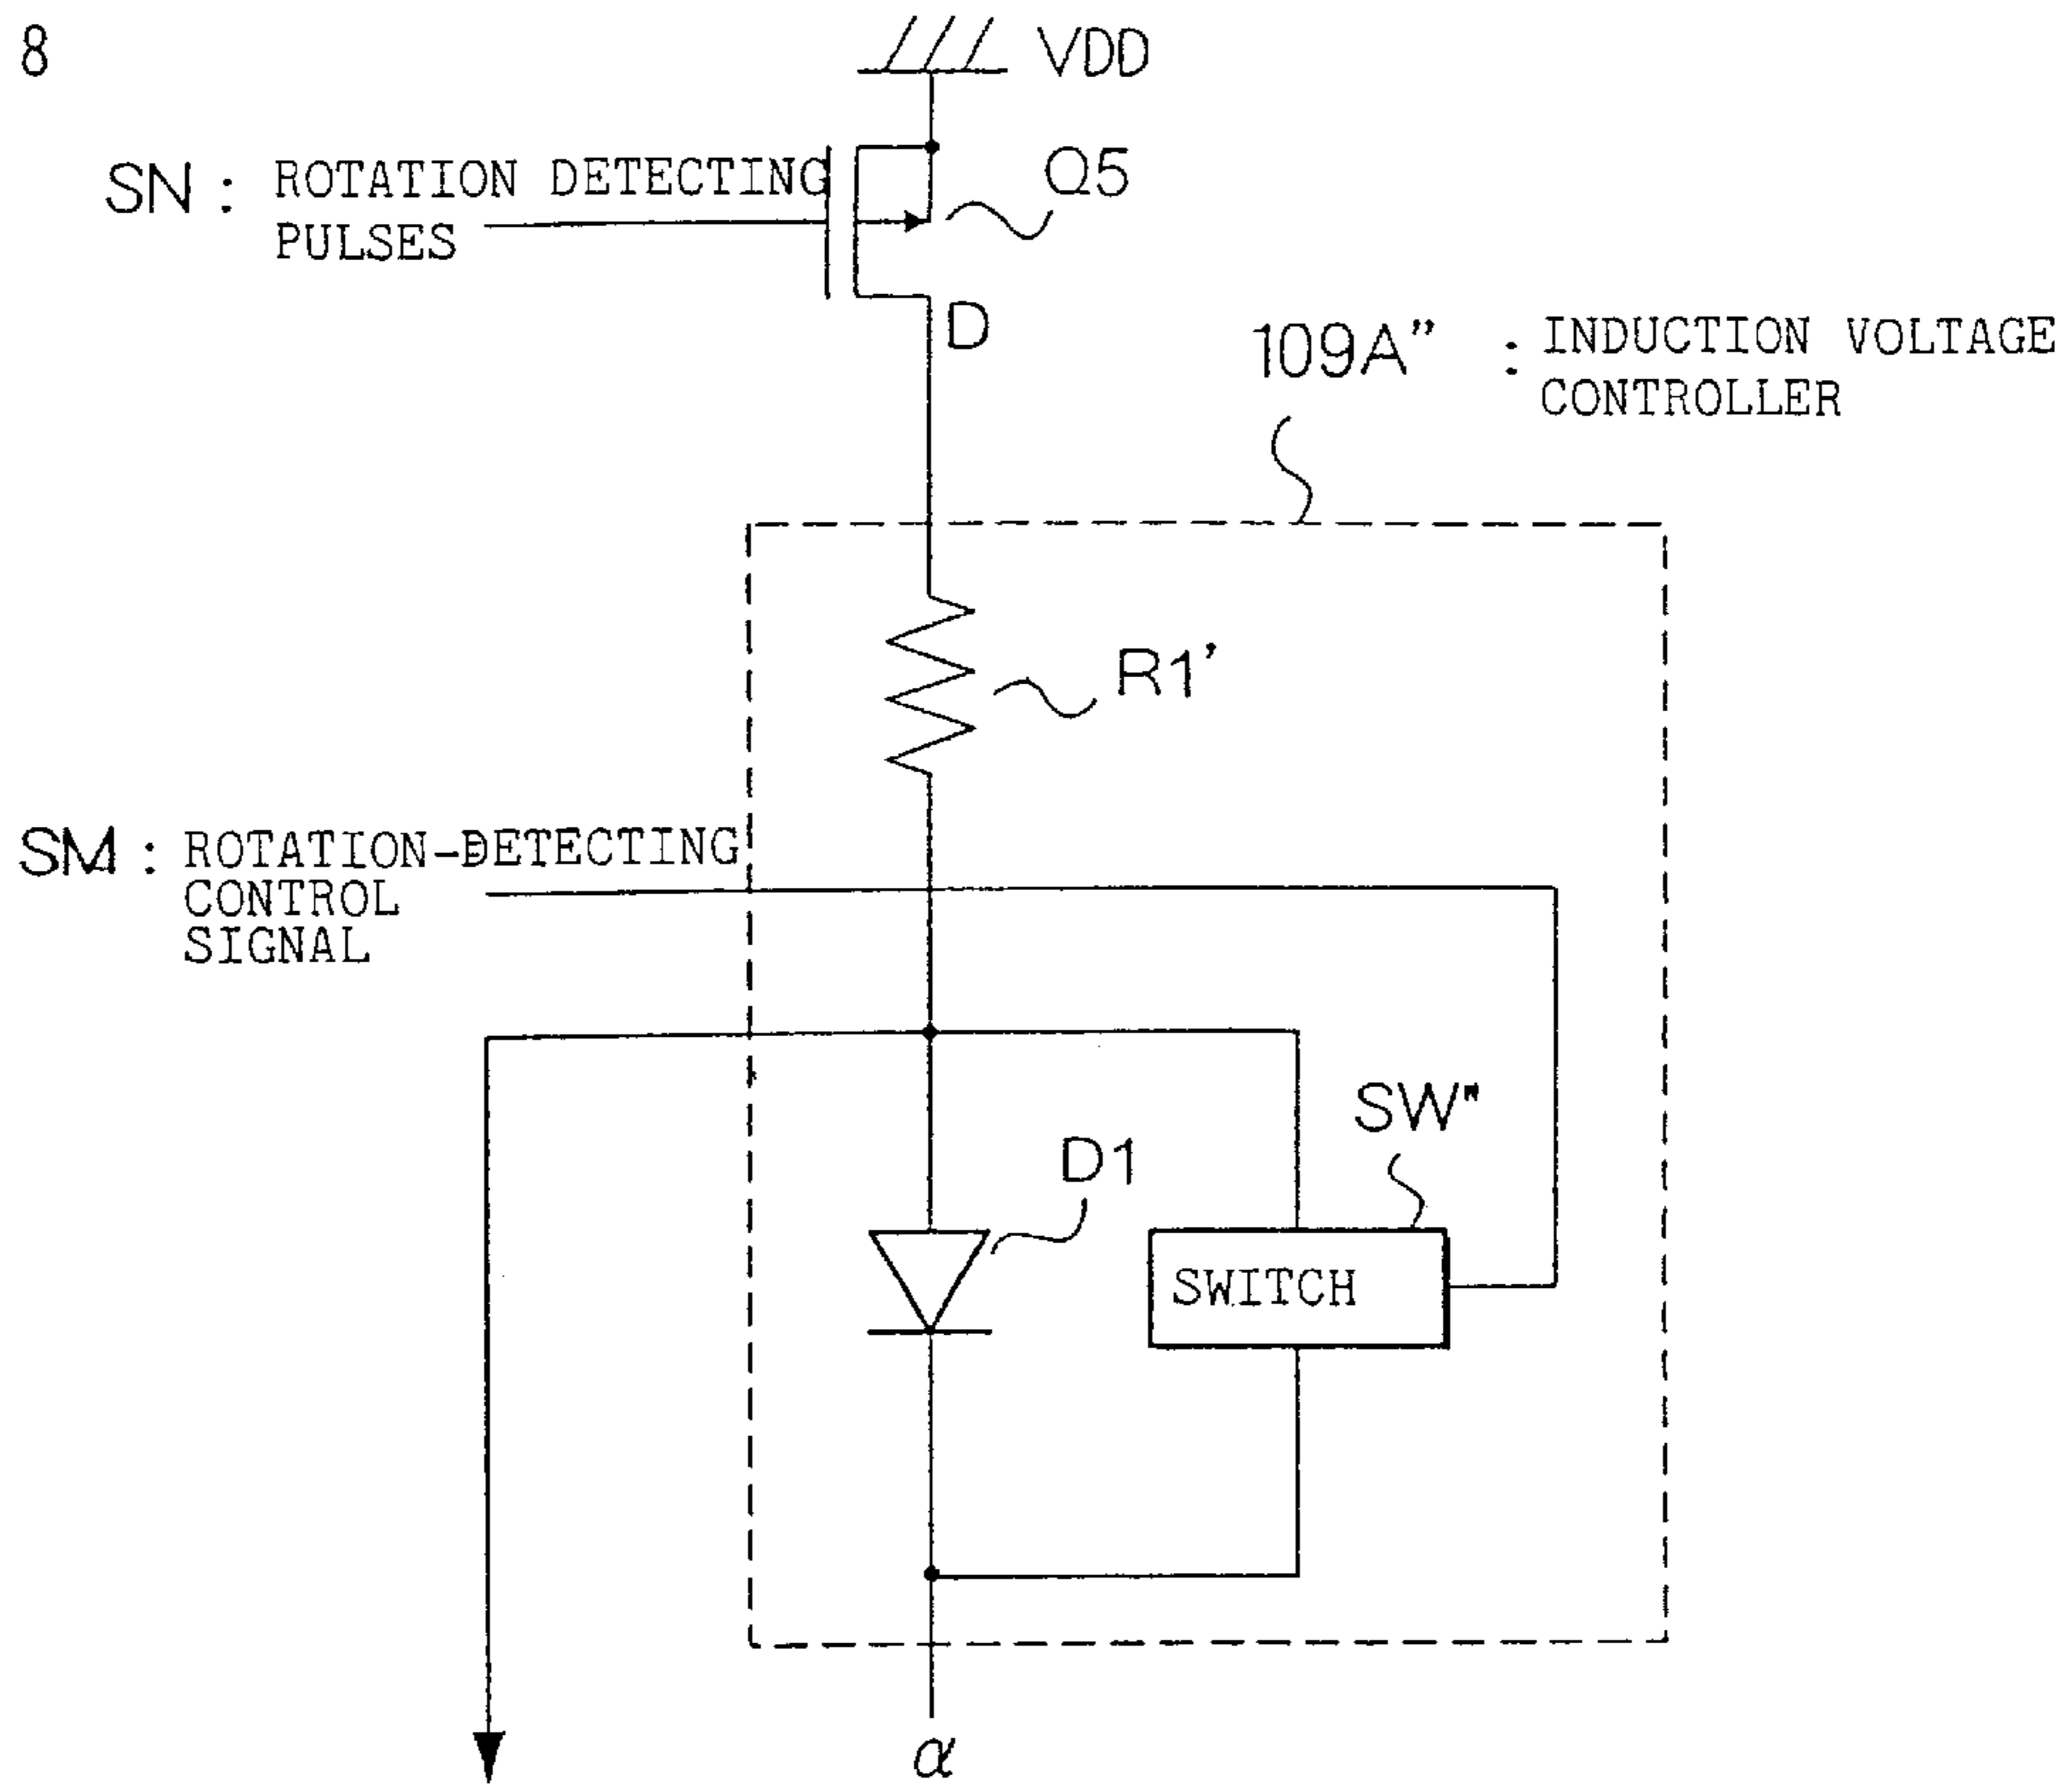 8
VDD
SN : ROTATION DETECTING
PULSES
Q5
D
109A" : INDUCTION VOLTAGE
CONTROLLER
R1'
SM : ROTATION-DETECTING
CONTROL
SIGNAL
SW"
D1
SWITCH
α